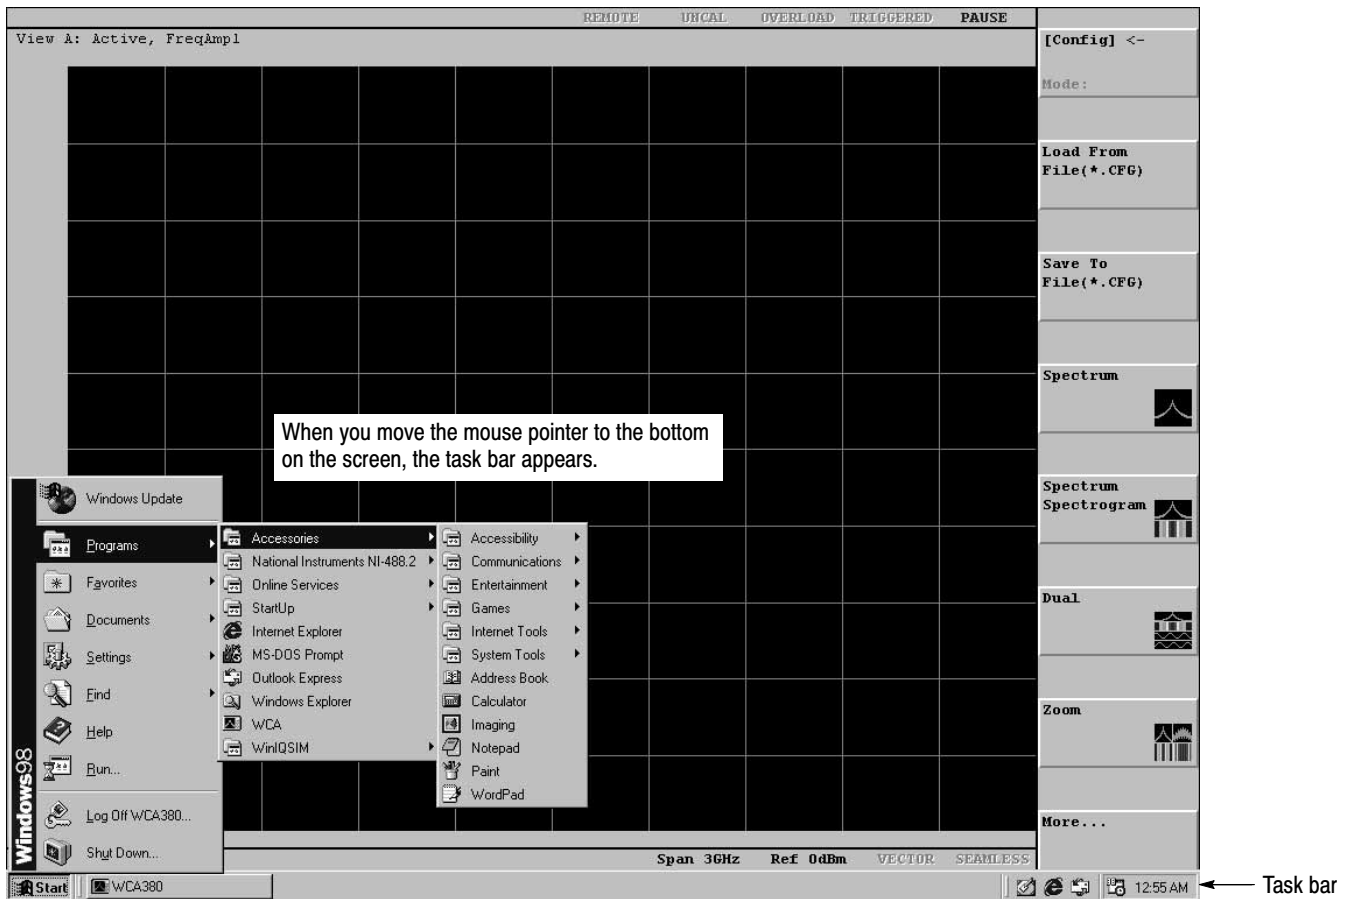 REMOTE UNCAL OVERLOAD TRIGGERED PAUSE
View A: Active, FreqAmpl
[Config] <-
Mode:
Load From
File(*.CFG)
Save To
File(*.CFG)
Spectrum
When you move the mouse pointer to the bottom
on the screen, the task bar appears.
Spectrum
Spectrogram
Dual
Zoom
More...
Windows Update
Programs
Favorites
Documents
Settings
Find
Help
Run...
Log Off WCA380...
Shut Down...
Windows98
Accessories
National Instruments NI-488.2
Online Services
StartUp
Internet Explorer
MS-DOS Prompt
Outlook Express
Windows Explorer
WCA
WinIQSIM
Accessibility
Communications
Entertainment
Games
Internet Tools
System Tools
Address Book
Calculator
Imaging
Notepad
Paint
WordPad
Span 3GHz Ref 0dBm VECTOR SEAMLESS
Start WCA380 12:55 AM Task bar